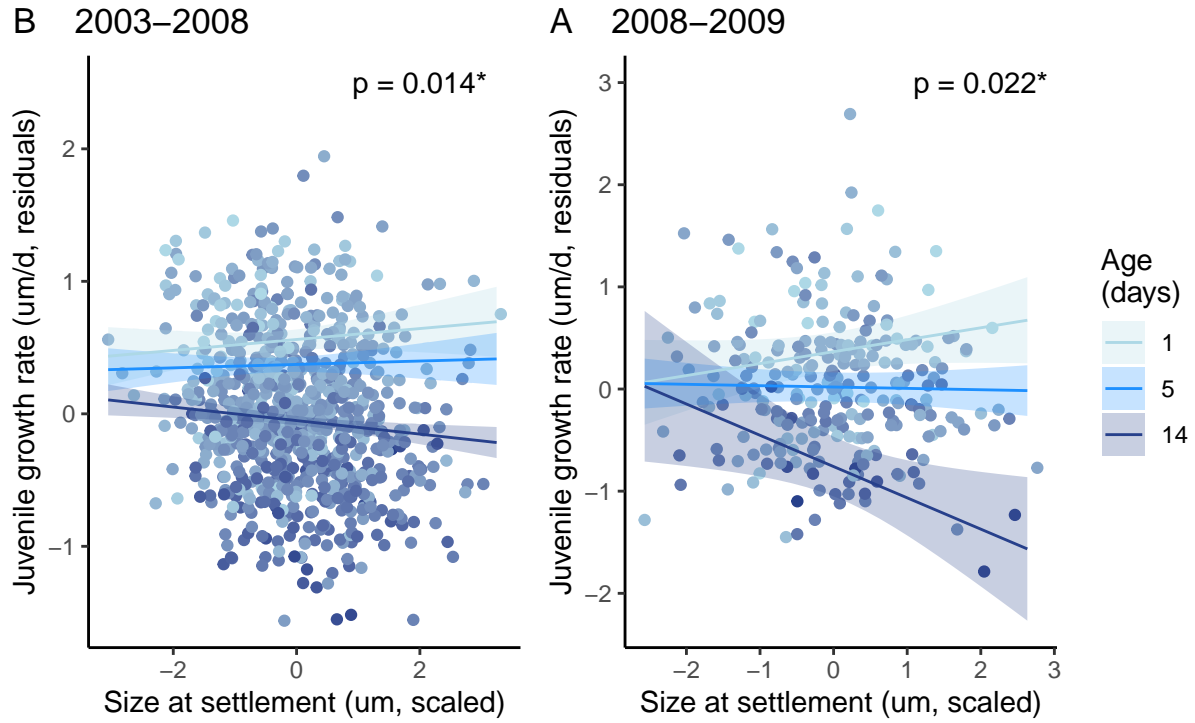 B 2003−2008
p = 0.014*
Juvenile growth rate (um/d, residuals)
2
1
0
−1
−2 0 2
Size at settlement (um, scaled)
A 2008−2009
p = 0.022*
Juvenile growth rate (um/d, residuals)
3
2
1
0
−1
−2
−2 −1 0 1 2 3
Size at settlement (um, scaled)
Age
(days)
1
5
14